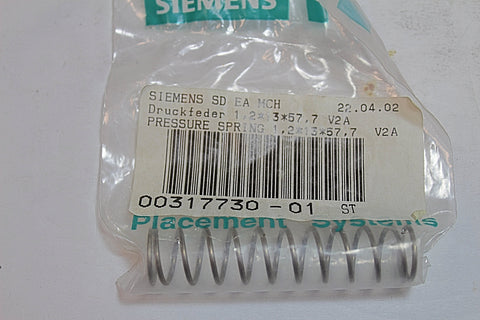 SIEMENS
SIEMENS SD EA MCH 22.04.02
Druckfeder 1,2*13*57,7 V2A
PRESSURE SPRING 1,2*13*57,7 V2A
00317730-01 ST
Placement Systems